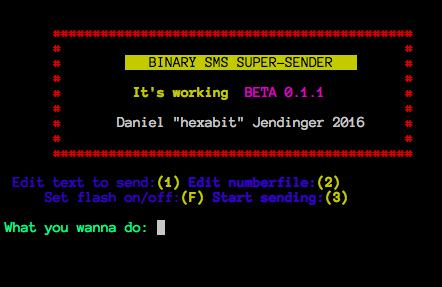 #############################################
# #
# BINARY SMS SUPER-SENDER #
# #
# It's working BETA 0.1.1 #
# #
# Daniel "hexabit" Jendinger 2016 #
# #
#############################################
Edit text to send:(1) Edit numberfile:(2)
Set flash on/off:(F) Start sending:(3)
What you wanna do: